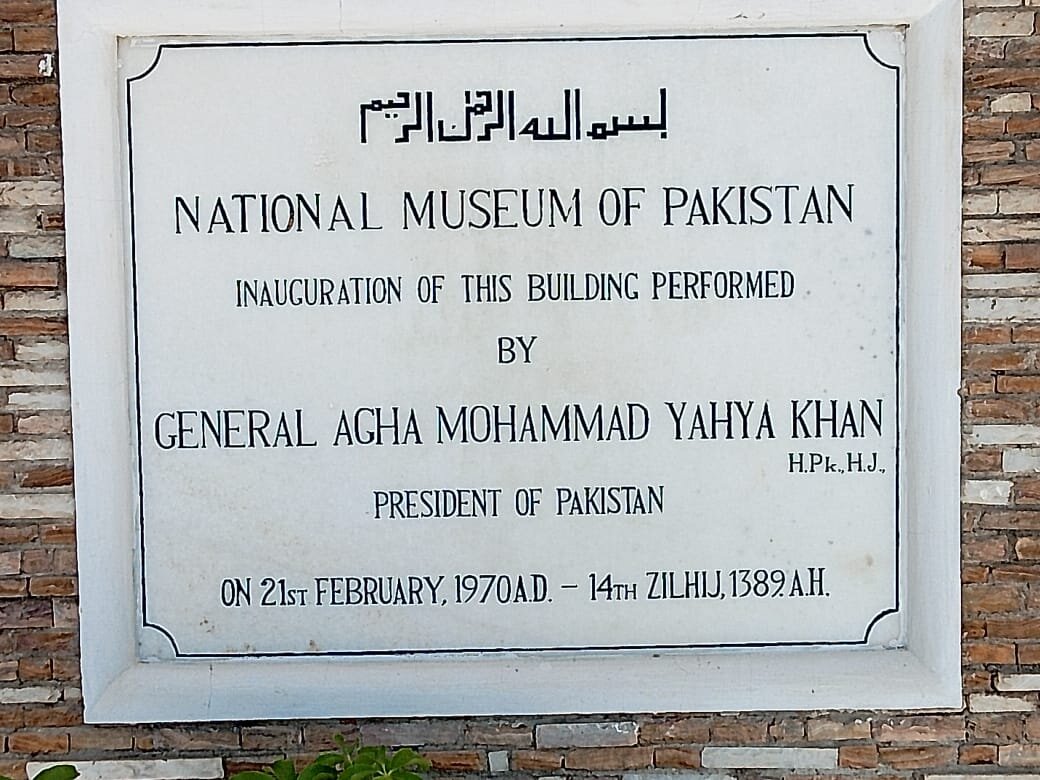 بسم الله الرحمن الرحيم
NATIONAL MUSEUM OF PAKISTAN
INAUGURATION OF THIS BUILDING PERFORMED
BY
GENERAL AGHA MOHAMMAD YAHYA KHAN
H.Pk., H.J.,
PRESIDENT OF PAKISTAN
ON 21ST FEBRUARY, 1970 A.D. – 14TH ZILHIJ, 1389. A.H.